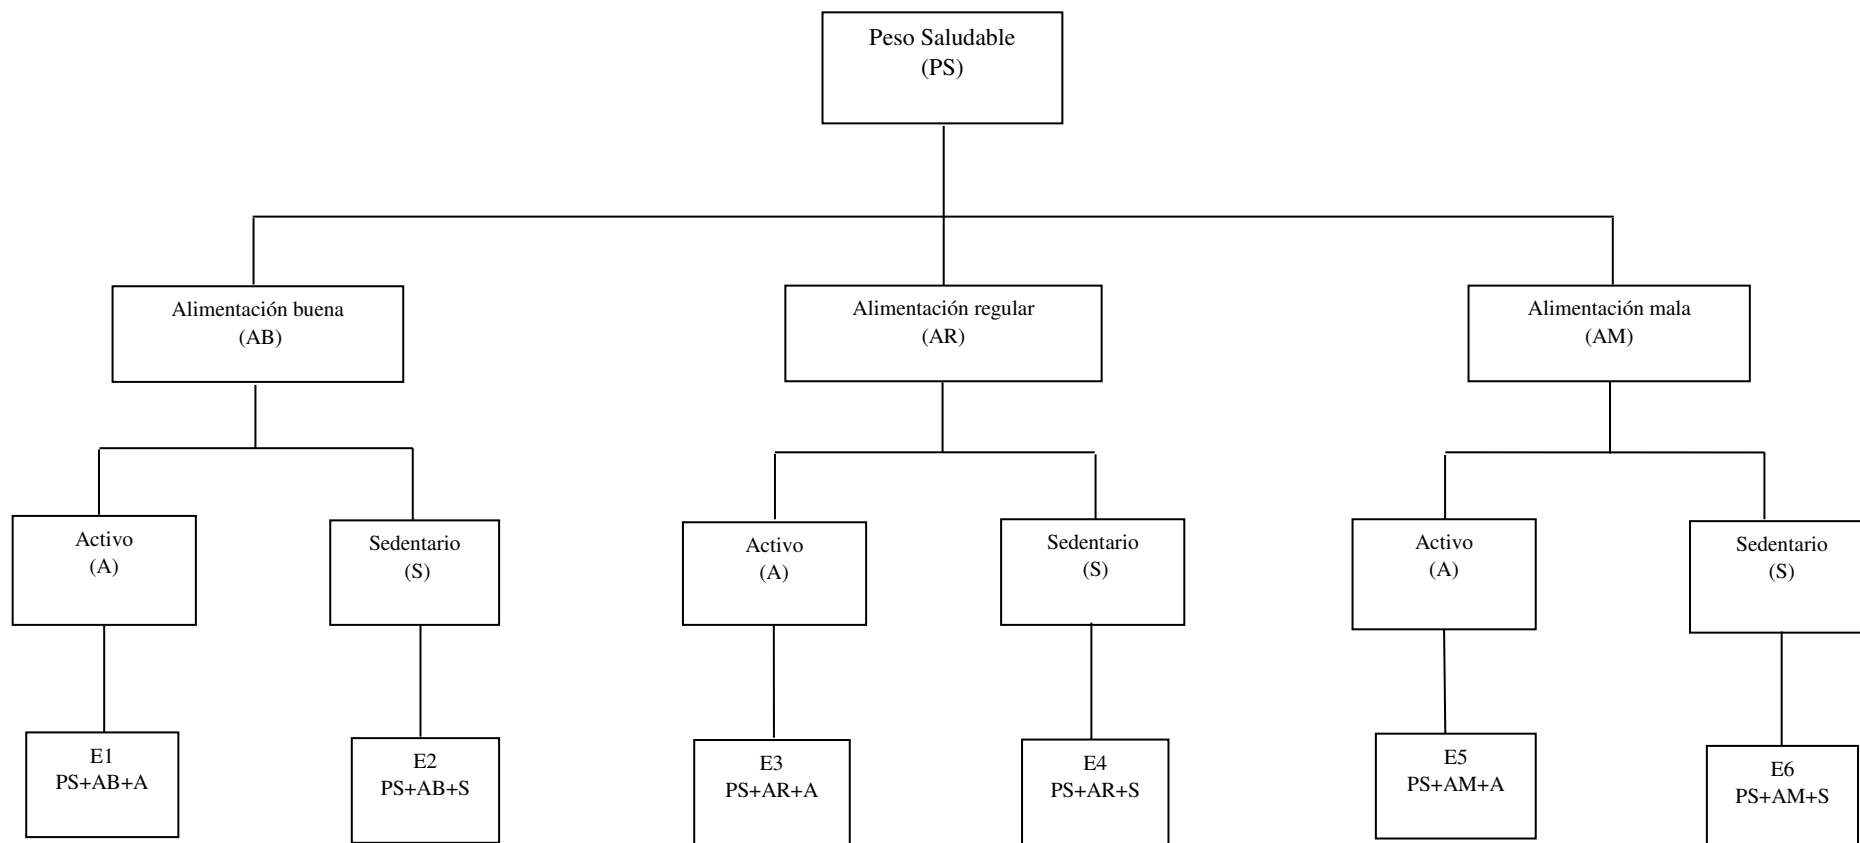 Peso Saludable
(PS)
Alimentación buena
(AB)
Alimentación regular
(AR)
Alimentación mala
(AM)
Activo
(A)
Sedentario
(S)
Activo
(A)
Sedentario
(S)
Activo
(A)
Sedentario
(S)
E1
PS+AB+A
E2
PS+AB+S
E3
PS+AR+A
E4
PS+AR+S
E5
PS+AM+A
E6
PS+AM+S